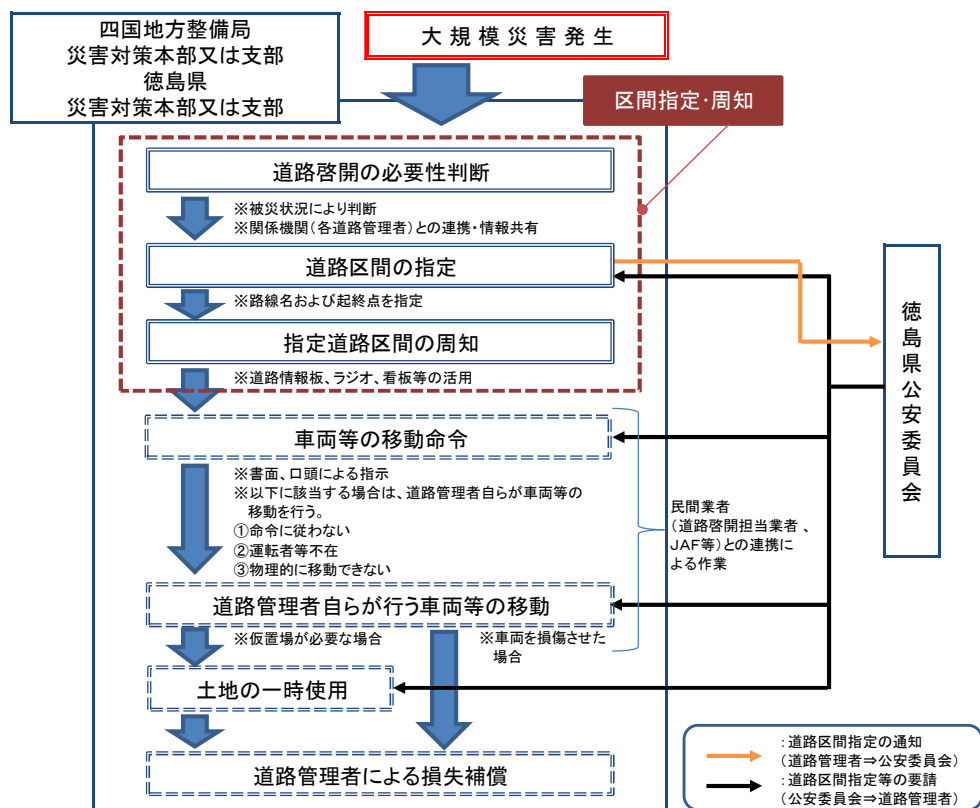 四国地方整備局
災害対策本部又は支部
徳島県
災害対策本部又は支部
大規模災害発生
区間指定・周知
道路啓開の必要性判断
※被災状況により判断
※関係機関（各道路管理者）との連携・情報共有
道路区間の指定
※路線名および起終点を指定
指定道路区間の周知
※道路情報板、ラジオ、看板等の活用
車両等の移動命令
※書面、口頭による指示
※以下に該当する場合は、道路管理者自らが車両等の
移動を行う。
①命令に従わない
②運転者等不在
③物理的に移動できない
民間業者
（道路啓開担当業者 、
ＪＡＦ等）との連携に
よる作業
道路管理者自らが行う車両等の移動
※仮置場が必要な場合
※車両を損傷させた
場合
土地の一時使用
道路管理者による損失補償
徳島県公安委員会
：道路区間指定の通知
（道路管理者⇒公安委員会）
：道路区間指定等の要請
（公安委員会⇒道路管理者）